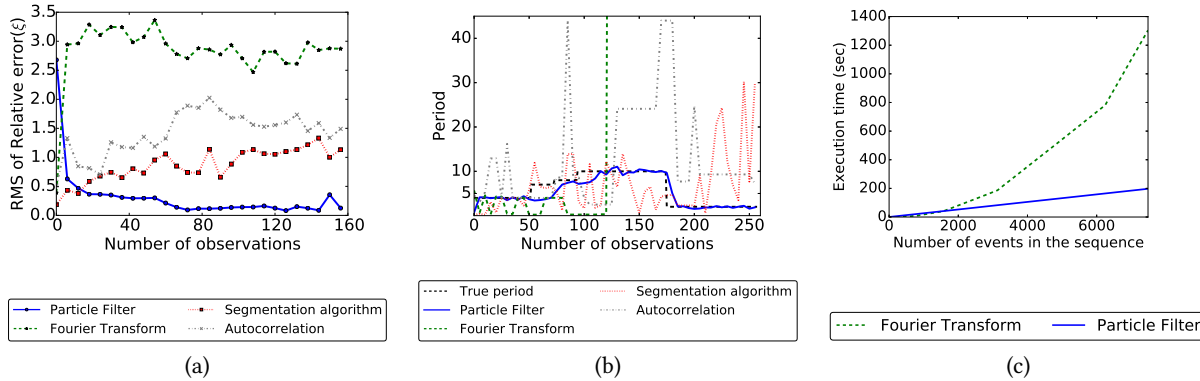 RMS of Relative error(ξ)
3.5
3.0
2.5
2.0
1.5
1.0
0.5
0.0
0 40 80 120 160
Number of observations
Particle Filter
Fourier Transform
Segmentation algorithm
Autocorrelation
(a)
Period
40
30
20
10
5
0 50 100 150 200 250
Number of observations
True period
Particle Filter
Fourier Transform
Segmentation algorithm
Autocorrelation
(b)
Execution time (sec)
1400
1200
1000
800
600
400
200
0
0 2000 4000 6000
Number of events in the sequence
Fourier Transform
Particle Filter
(c)